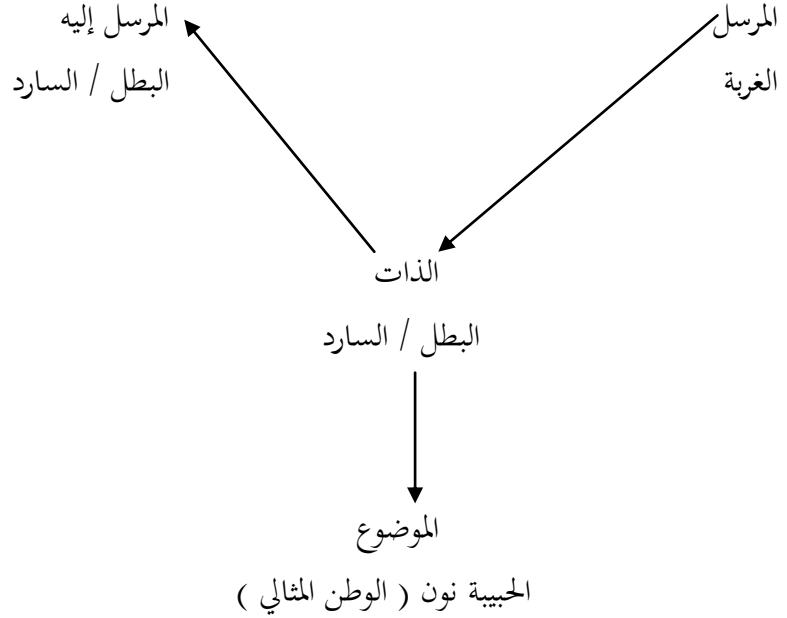 المرسل
المرسل إليه
الغربة
البطل / السارد
الذات
البطل / السارد
الموضوع
الحبيبة نون ( الوطن المثالي )